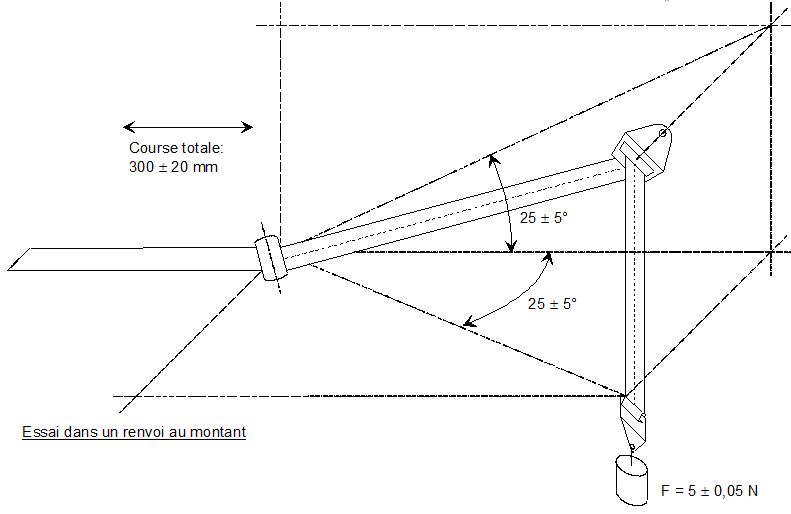 Course totale:
300 ± 20 mm
25 ± 5°
25 ± 5°
Essai dans un renvoi au montant
F = 5 ± 0,05 N